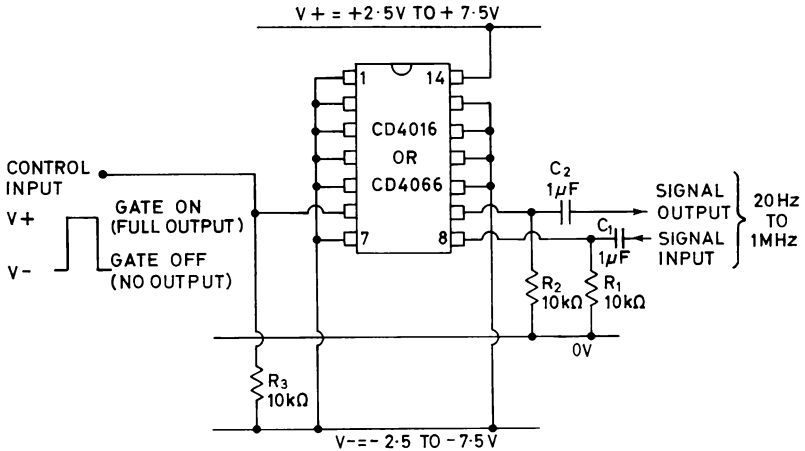 V+ = +2·5V TO + 7·5V
1 14
CD4016
OR
CD4066
7 8
CONTROL
INPUT
V+
GATE ON
(FULL OUTPUT)
V-
GATE OFF
(NO OUTPUT)
C2
1µF
SIGNAL
OUTPUT
C1
1µF
SIGNAL
INPUT
20Hz
TO
1MHz
R2
10kΩ
R1
10kΩ
0V
R3
10kΩ
V-=- 2·5 TO -7·5V